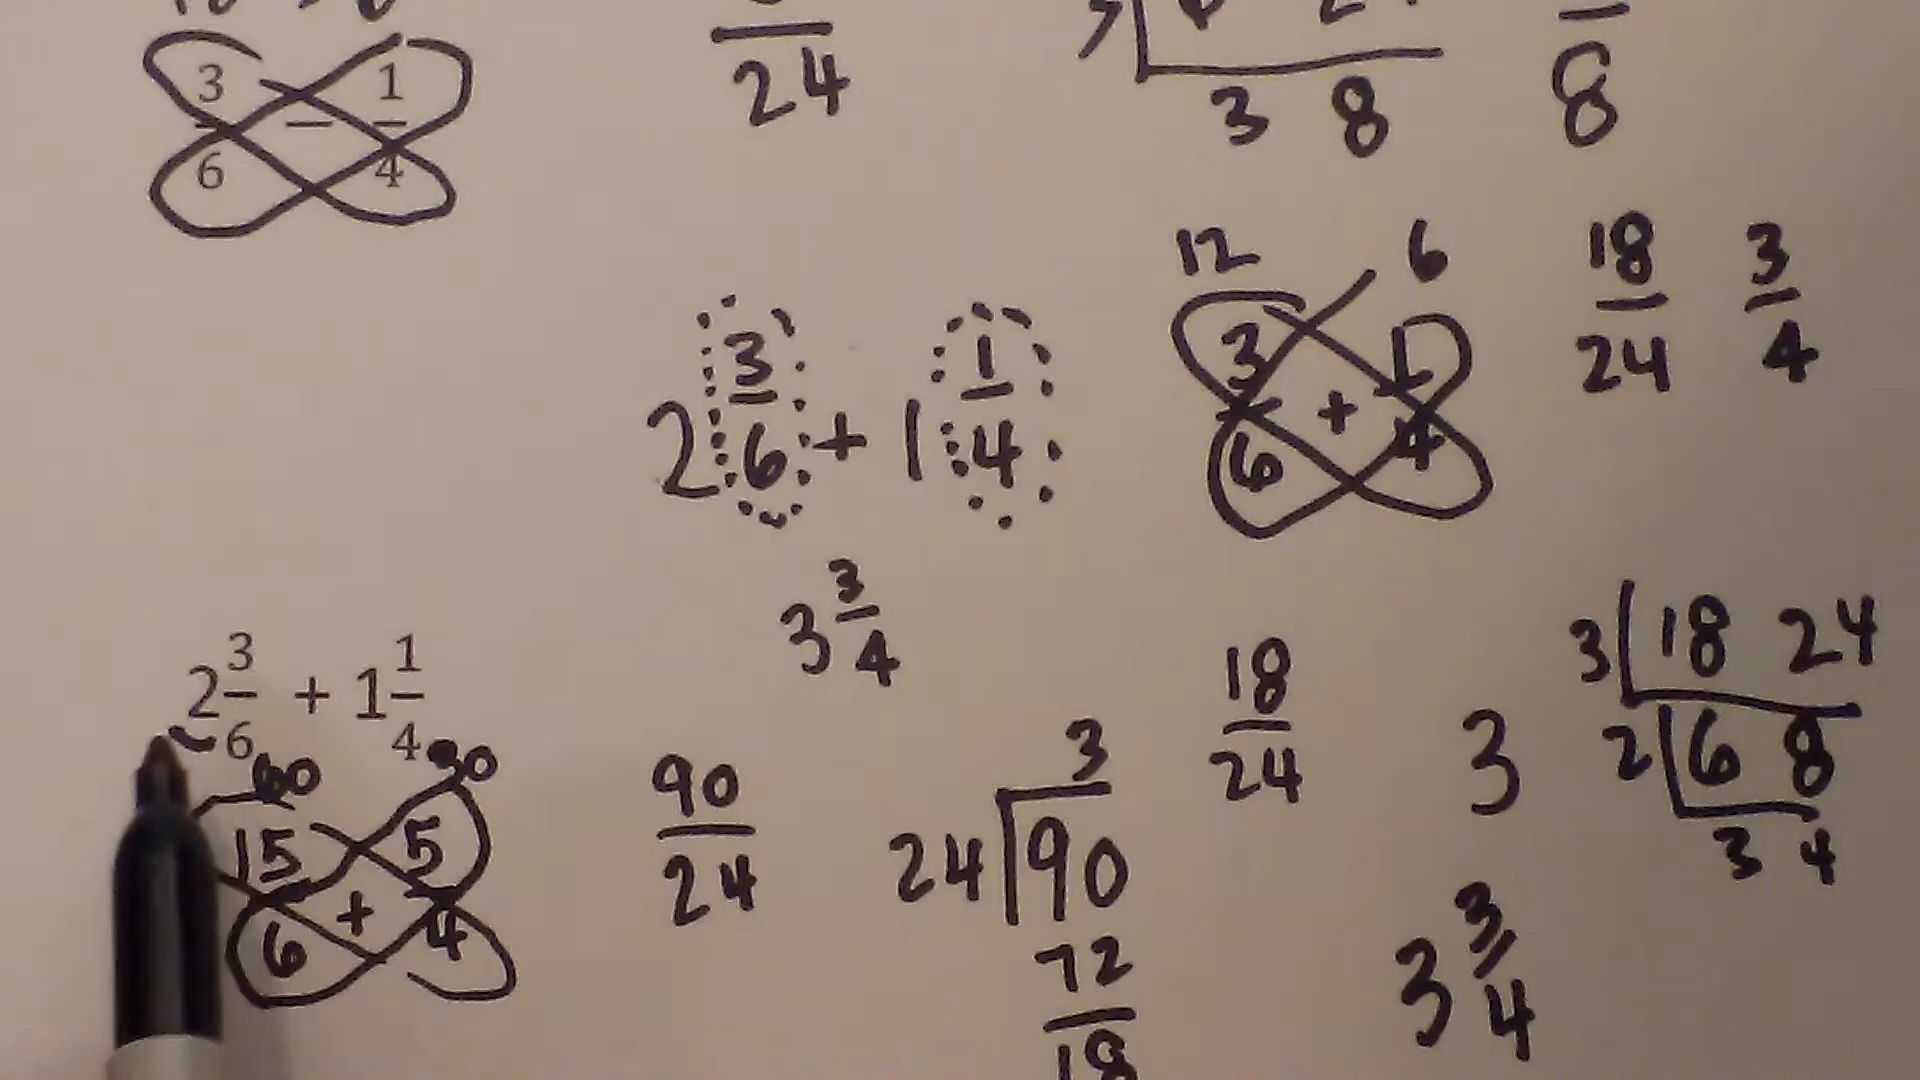 3 — 1
6 4
24
3 8
8
2 3/6 + 1 1/4
12 6
3 + 1
6 4
18/24 3/4
3 3/4
2 3/6 + 1 1/4
60 30
15 + 5
6 4
90/24
3
24 90
72
18
18/24
3
3 18 24
2 6 8
3 4
3 3/4